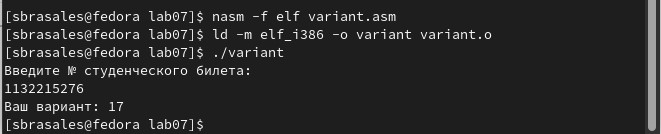 [sbrasales@fedora lab07]$ nasm -f elf variant.asm
[sbrasales@fedora lab07]$ ld -m elf_i386 -o variant variant.o
[sbrasales@fedora lab07]$ ./variant
Введите № студенческого билета:
1132215276
Ваш вариант: 17
[sbrasales@fedora lab07]$